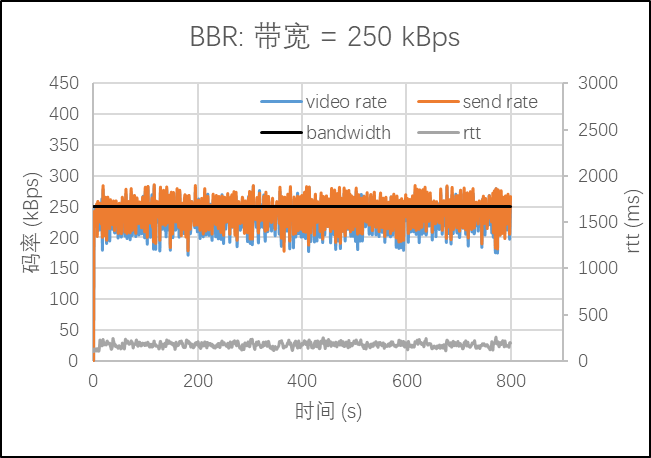 BBR: 带宽 = 250 kBps
video rate
send rate
bandwidth
rtt
码率 (kBps)
450
400
350
300
250
200
150
100
50
0
3000
2500
2000
1500
1000
500
0
rtt (ms)
0
200
400
600
800
时间 (s)